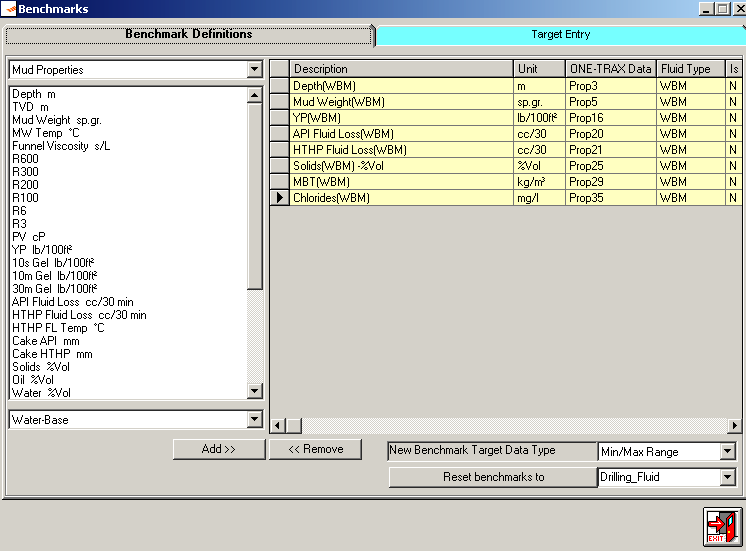 Benchmarks
Benchmark Definitions
Target Entry
Mud Properties
Depth m
TVD m
Mud Weight sp.gr.
MW Temp °C
Funnel Viscosity s/L
R600
R300
R200
R100
R6
R3
PV cP
YP lb/100ft²
10s Gel lb/100ft²
10m Gel lb/100ft²
30m Gel lb/100ft²
API Fluid Loss cc/30 min
HTHP Fluid Loss cc/30 min
HTHP FL Temp °C
Cake API mm
Cake HTHP mm
Solids %Vol
Oil %Vol
Water %Vol
Water-Base
Add >>
<< Remove
Description Unit ONE-TRAX Data Fluid Type Is
Depth(WBM) m Prop3 WBM N
Mud Weight(WBM) sp.gr. Prop5 WBM N
YP(WBM) lb/100ft² Prop16 WBM N
API Fluid Loss(WBM) cc/30 Prop20 WBM N
HTHP Fluid Loss(WBM) cc/30 Prop21 WBM N
Solids(WBM) -%Vol %Vol Prop25 WBM N
MBT(WBM) kg/m³ Prop29 WBM N
Chlorides(WBM) mg/l Prop35 WBM N
New Benchmark Target Data Type Min/Max Range
Reset benchmarks to Drilling_Fluid
EXIT